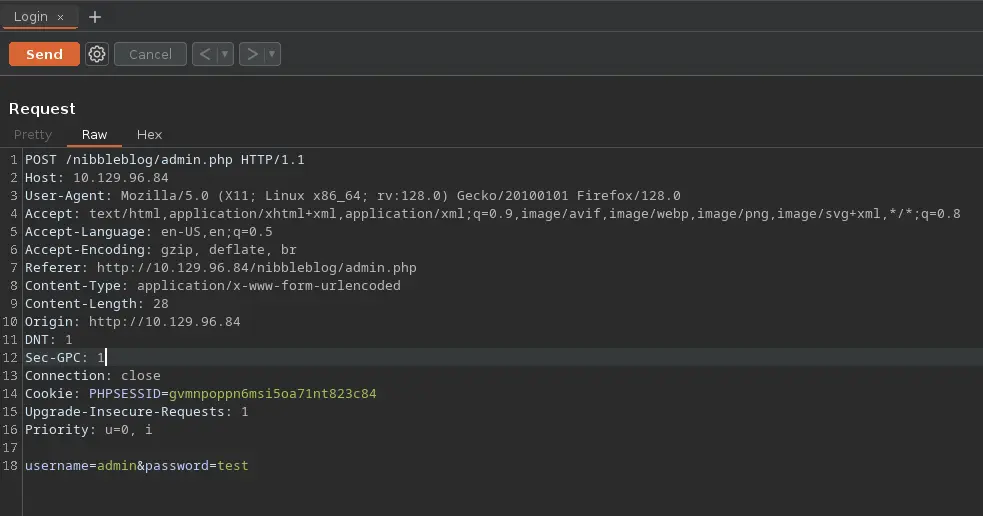 Login × +
Send Cancel < ▼ > ▼
Request
Pretty Raw Hex
1 POST /nibbleblog/admin.php HTTP/1.1
2 Host: 10.129.96.84
3 User-Agent: Mozilla/5.0 (X11; Linux x86_64; rv:128.0) Gecko/20100101 Firefox/128.0
4 Accept: text/html,application/xhtml+xml,application/xml;q=0.9,image/avif,image/webp,image/png,image/svg+xml,*/*;q=0.8
5 Accept-Language: en-US,en;q=0.5
6 Accept-Encoding: gzip, deflate, br
7 Referer: http://10.129.96.84/nibbleblog/admin.php
8 Content-Type: application/x-www-form-urlencoded
9 Content-Length: 28
10 Origin: http://10.129.96.84
11 DNT: 1
12 Sec-GPC: 1
13 Connection: close
14 Cookie: PHPSESSID=gvmnpoppn6msi5oa71nt823c84
15 Upgrade-Insecure-Requests: 1
16 Priority: u=0, i
17
18 username=admin&password=test